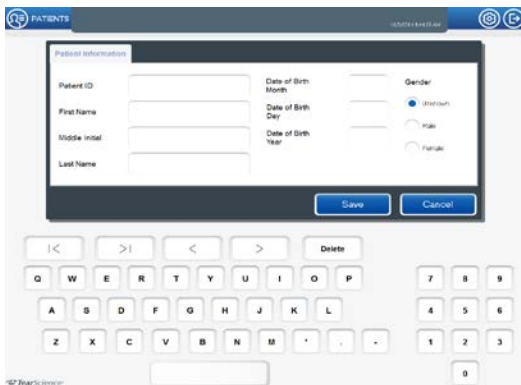 PATIENTS
Patient Information
Patient ID
Date of Birth Month
Gender
Unknown
First Name
Date of Birth Day
Male
Middle Initial
Date of Birth Year
Female
Last Name
Save
Cancel
|< >| < > Delete
Q W E R T Y U I O P 7 8 9
A S D F G H J K L 4 5 6
Z X C V B N M ' . - 1 2 3
0
TearScience